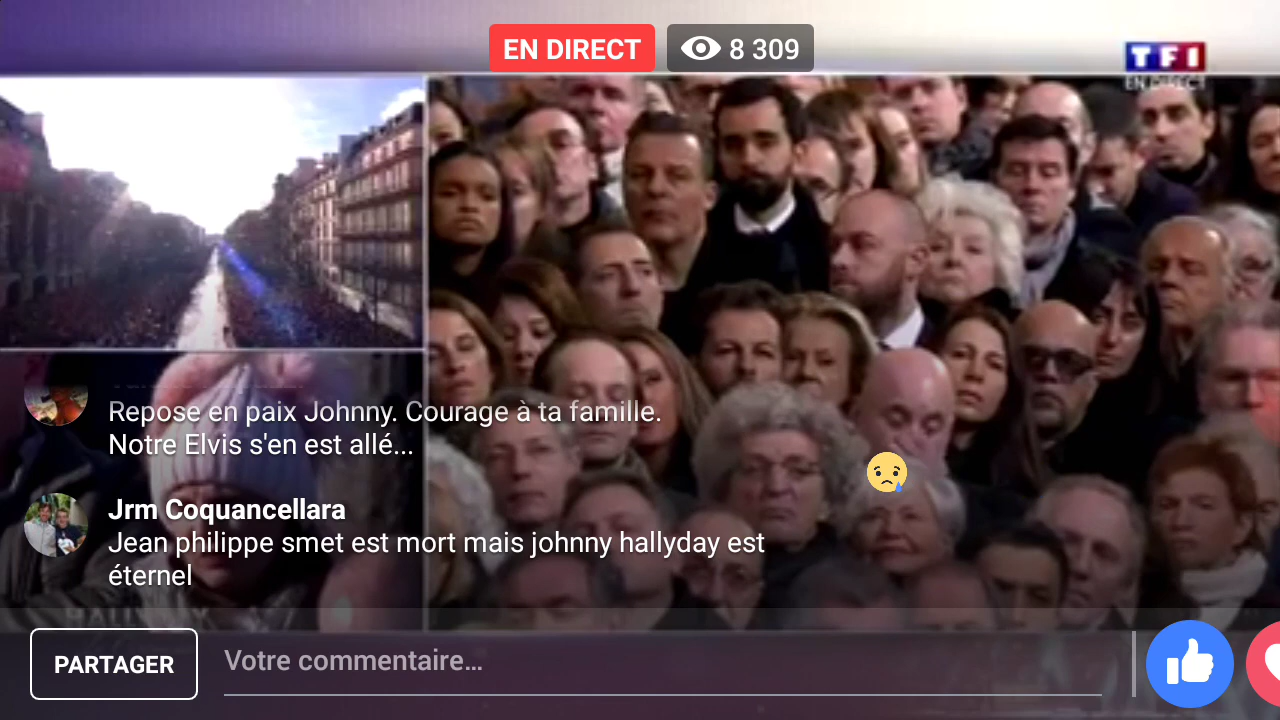 EN DIRECT
8 309
TF1
EN DIRECT
Repose en paix Johnny. Courage à ta famille.
Notre Elvis s'en est allé...
Jrm Coquancellara
Jean philippe smet est mort mais johnny hallyday est
éternel
PARTAGER
Votre commentaire...